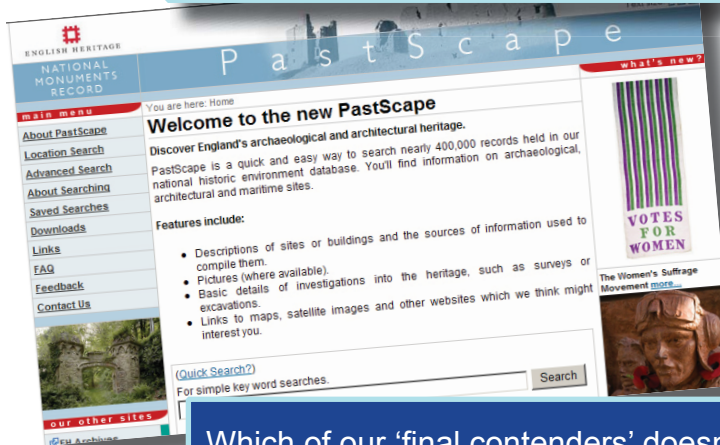 ENGLISH HERITAGE
NATIONAL
MONUMENTS
RECORD
PastScape
what's new?
main menu
About PastScape
Location Search
Advanced Search
About Searching
Saved Searches
Downloads
Links
FAQ
Feedback
Contact Us
our other sites
You are here: Home
Welcome to the new PastScape
Discover England's archaeological and architectural heritage.
PastScape is a quick and easy way to search nearly 400,000 records held in our
national historic environment database. You'll find information on archaeological,
architectural and maritime sites.
Features include:
• Descriptions of sites or buildings and the sources of information used to
compile them.
• Pictures (where available).
• Basic details of investigations into the heritage, such as surveys or
excavations.
• Links to maps, satellite images and other websites which we think might
interest you.
(Quick Search?)
For simple key word searches.
Search
VOTES
FOR
WOMEN
The Women's Suffrage
Movement more...
Which of our 'final contenders' does